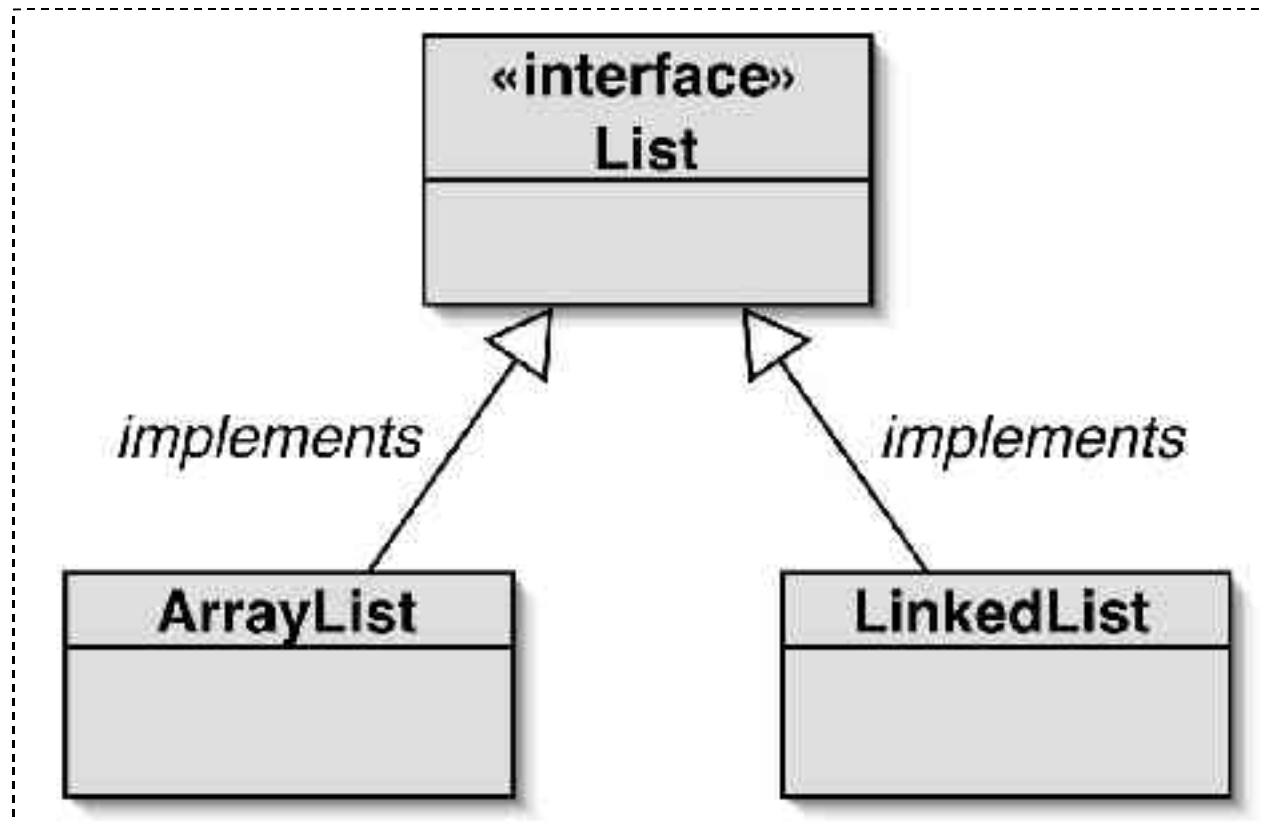 «interface»
List
implements
implements
ArrayList
LinkedList